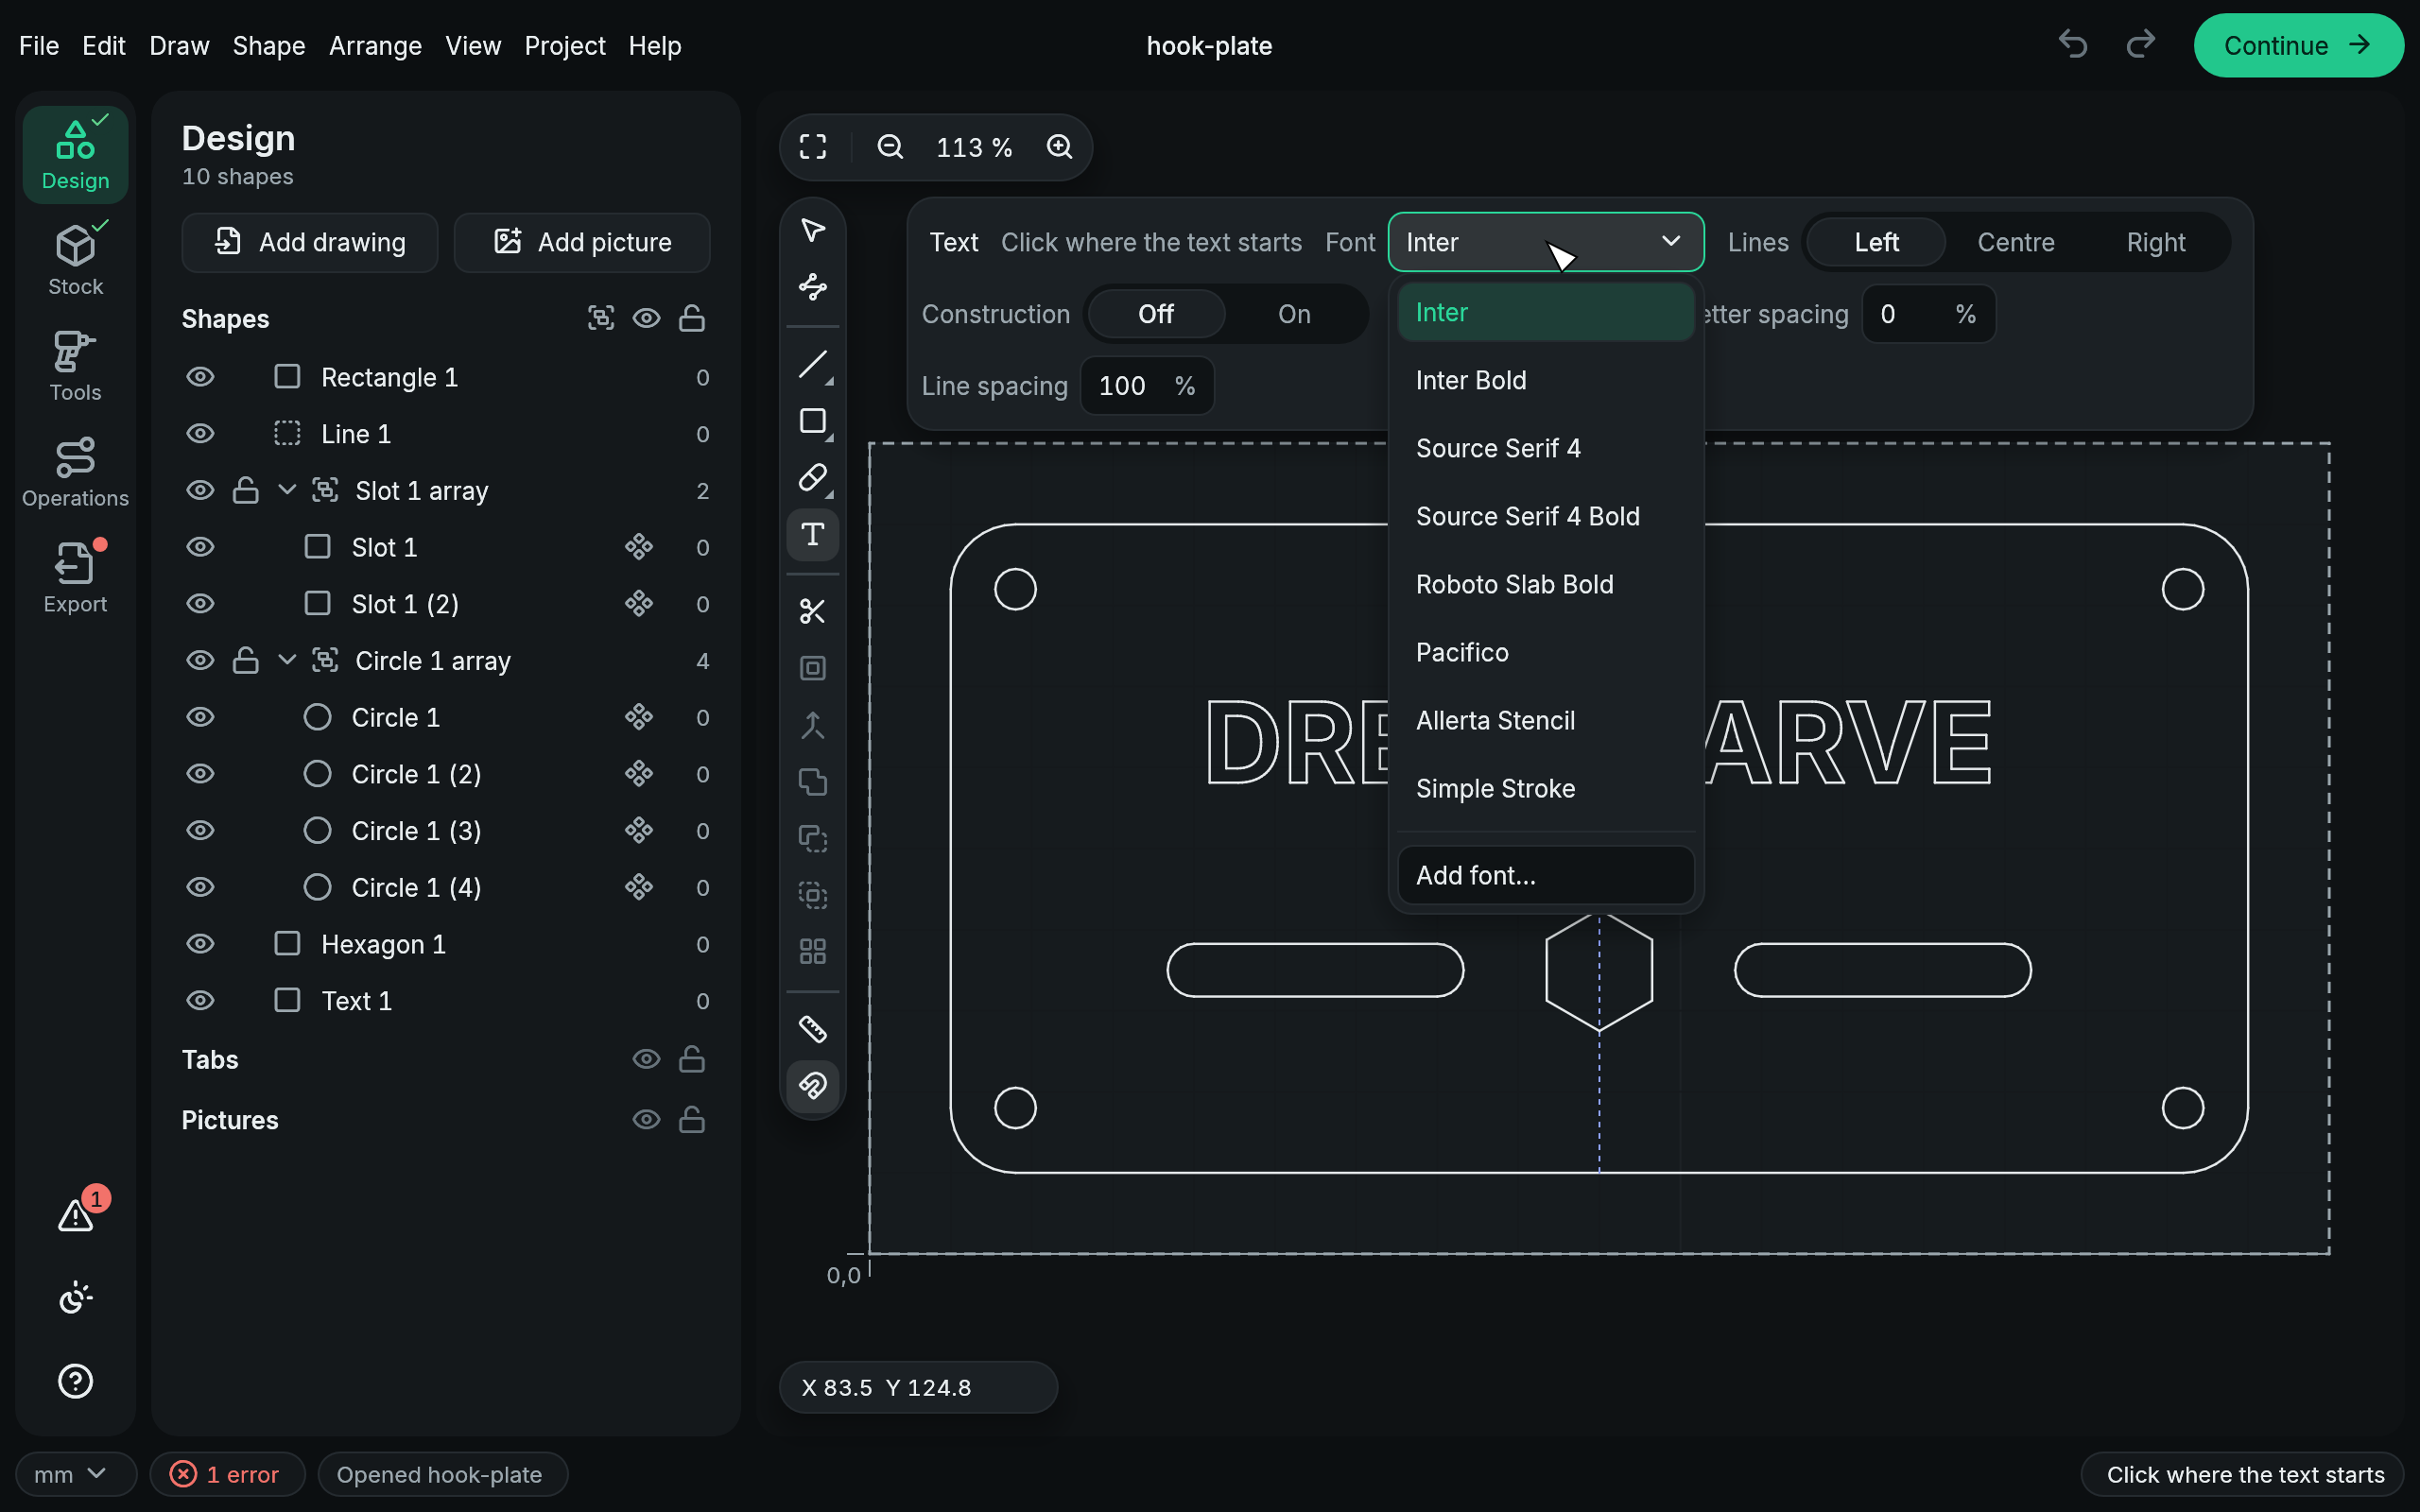 File Edit Draw Shape Arrange View Project Help
hook-plate
Continue
Design
Stock
Tools
Operations
Export
1
Design
10 shapes
Add drawing
Add picture
Shapes
Rectangle 1 0
Line 1 0
Slot 1 array 2
Slot 1 0
Slot 1 (2) 0
Circle 1 array 4
Circle 1 0
Circle 1 (2) 0
Circle 1 (3) 0
Circle 1 (4) 0
Hexagon 1 0
Text 1 0
Tabs
Pictures
113 %
Text Click where the text starts Font Inter Lines Left Centre Right
Construction Off On etter spacing 0 %
Line spacing 100 %
Inter
Inter Bold
Source Serif 4
Source Serif 4 Bold
Roboto Slab Bold
Pacifico
Allerta Stencil
Simple Stroke
Add font...
DRE ARVE
0,0
X 83.5 Y 124.8
mm
1 error
Opened hook-plate
Click where the text starts